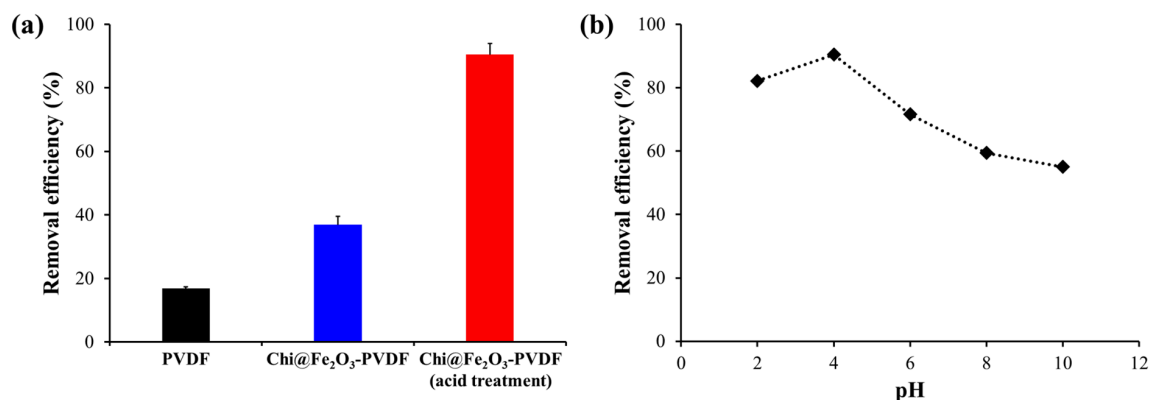 (a)
Removal efficiency (%)
100
80
60
40
20
0
PVDF
Chi@Fe₂O₃-PVDF
Chi@Fe₂O₃-PVDF
(acid treatment)
(b)
Removal efficiency (%)
100
80
60
40
20
0
0
2
4
6
8
10
12
pH